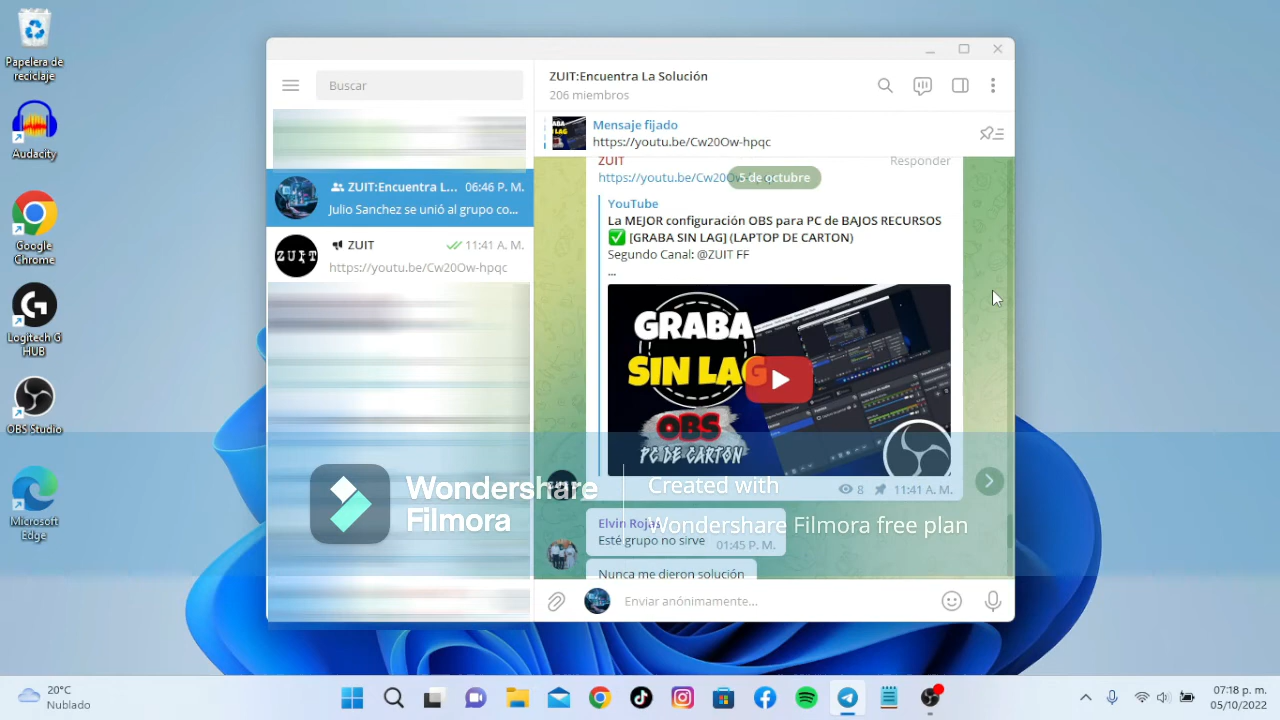 Papelera de
reciclaje
Audacity
Google
Chrome
Logitech G
HUB
OBS Studio
Microsoft
Edge
Buscar
ZUIT:Encuentra L... 06:46 P. M.
Julio Sanchez se unió al grupo co...
ZUIT 11:41 A. M.
https://youtu.be/Cw20Ow-hpqc
ZUIT:Encuentra La Solución
206 miembros
Mensaje fijado
https://youtu.be/Cw20Ow-hpqc
ZUIT Responder
https://youtu.be/Cw20Ow
5 de octubre
YouTube
La MEJOR configuración OBS para PC de BAJOS RECURSOS
✅ [GRABA SIN LAG] (LAPTOP DE CARTON)
Segundo Canal: @ZUIT FF
...
GRABA
SIN LAG
OBS
PC DE CARTON
8 11:41 A. M.
Elvin Rojas
Esté grupo no sirve 01:45 P. M.
Nunca me dieron solución
Enviar anónimamente...
Wondershare
Filmora
Created with
Wondershare Filmora free plan
20°C
Nublado
07:18 p. m.
05/10/2022